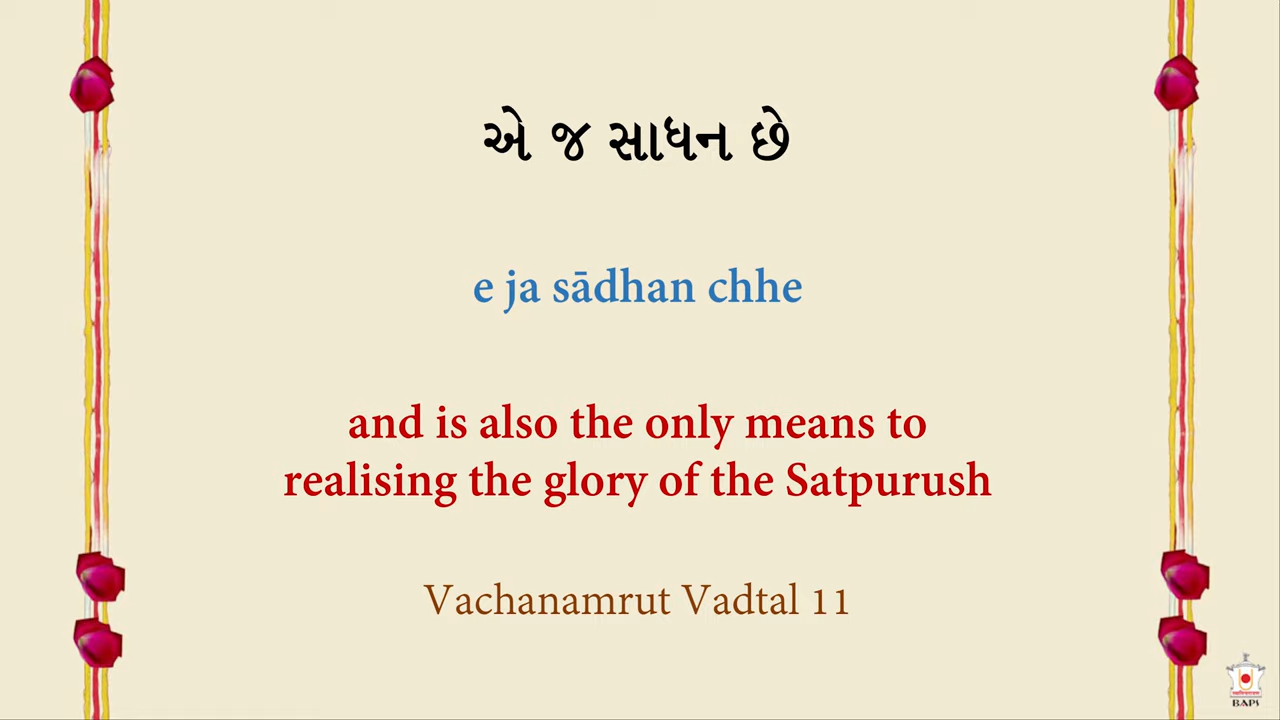 એ જ સાધન છે
e ja sādhan chhe
and is also the only means to
realising the glory of the Satpurush
Vachanamrut Vadtal 11
BAPS